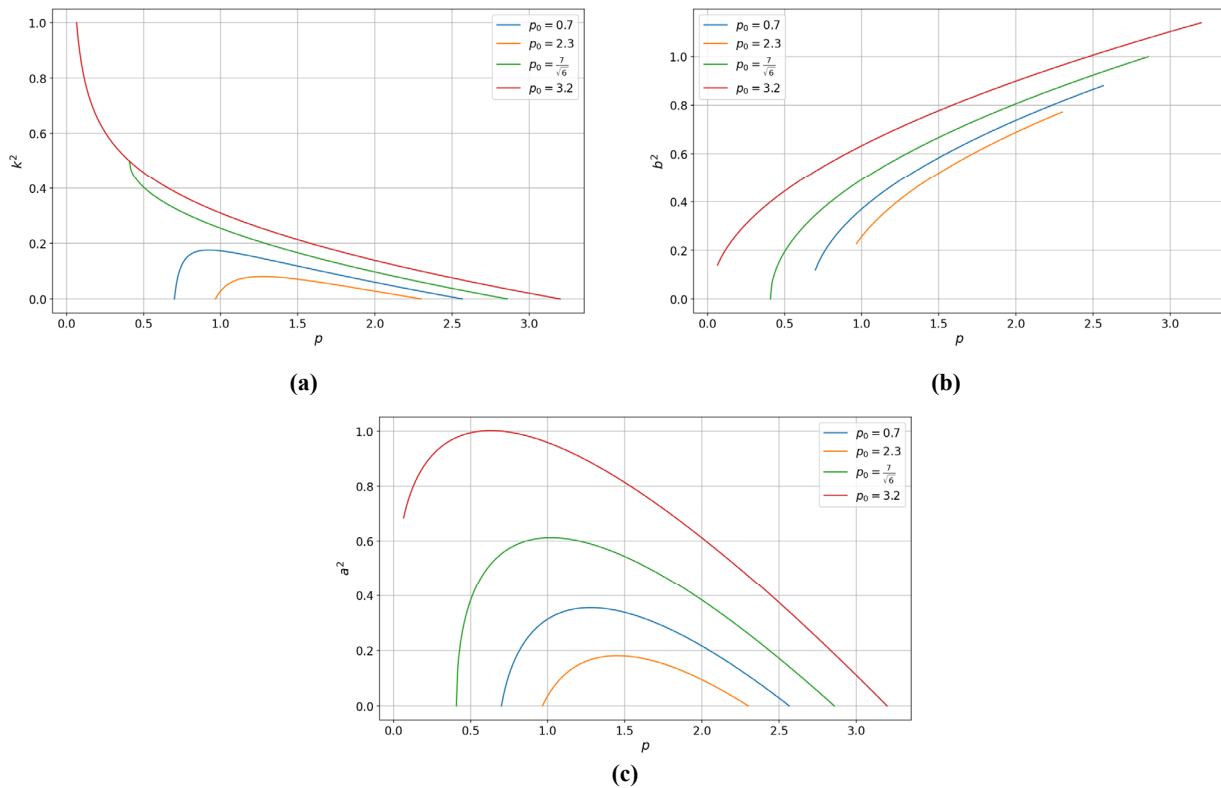 1.0
0.8
0.6
0.4
0.2
0.0
k²
0.0 0.5 1.0 1.5 2.0 2.5 3.0
p
p₀ = 0.7
p₀ = 2.3
p₀ = 7/√6
p₀ = 3.2
(a)
1.0
0.8
0.6
0.4
0.2
0.0
b²
0.0 0.5 1.0 1.5 2.0 2.5 3.0
p
p₀ = 0.7
p₀ = 2.3
p₀ = 7/√6
p₀ = 3.2
(b)
1.0
0.8
0.6
0.4
0.2
0.0
a²
0.0 0.5 1.0 1.5 2.0 2.5 3.0
p
p₀ = 0.7
p₀ = 2.3
p₀ = 7/√6
p₀ = 3.2
(c)